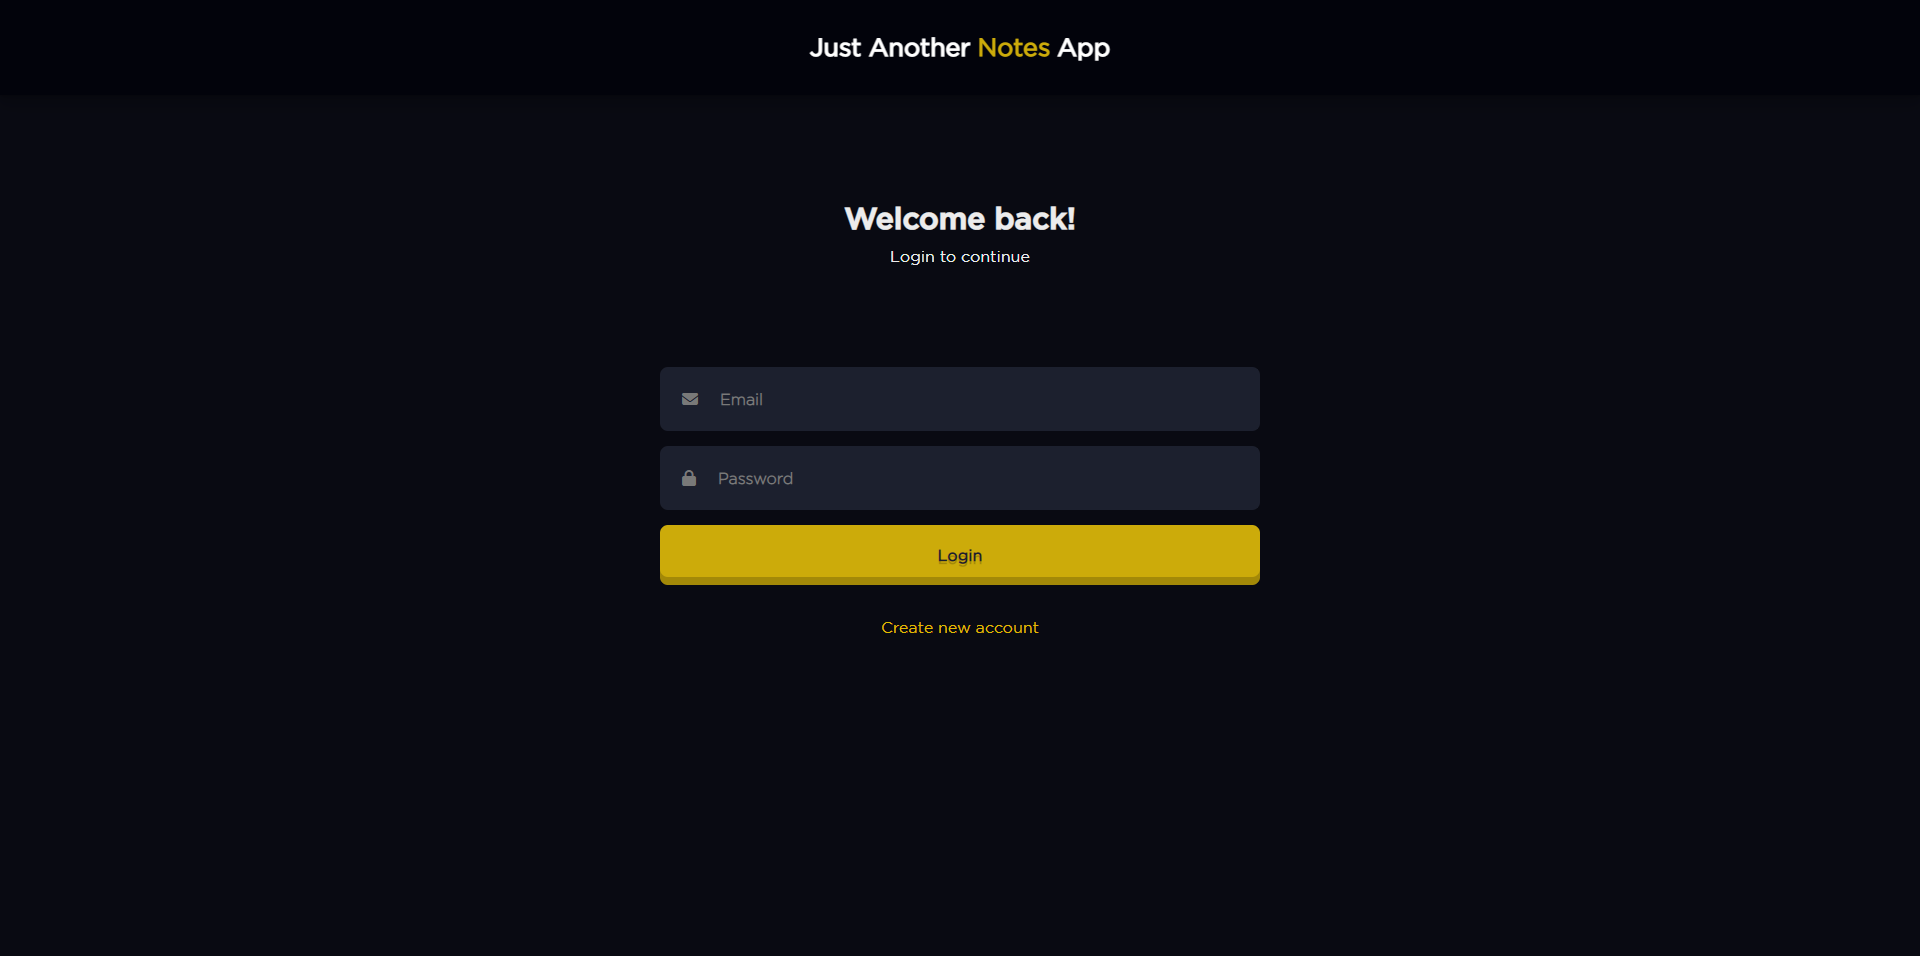 Just Another Notes App
Welcome back!
Login to continue
Email
Password
Login
Create new account